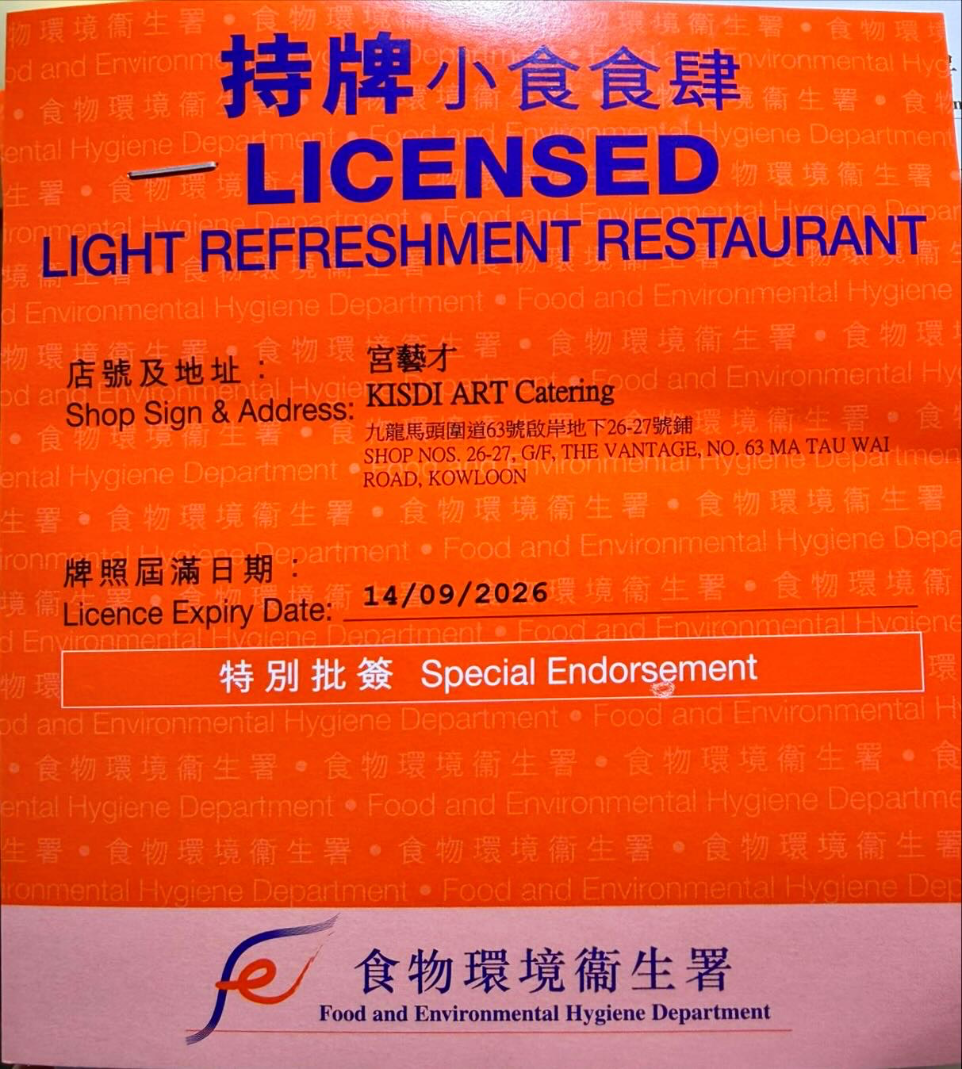 持牌小食食肆
LICENSED
LIGHT REFRESHMENT RESTAURANT
店號及地址：
Shop Sign & Address:
宮藝才
KISDI ART Catering
九龍馬頭圍道63號啟岸地下26-27號鋪
SHOP NOS. 26-27, G/F, THE VANTAGE, NO. 63 MA TAU WAI
ROAD, KOWLOON
牌照屆滿日期：
Licence Expiry Date: 14/09/2026
特別批簽 Special Endorsement
食物環境衞生署
Food and Environmental Hygiene Department